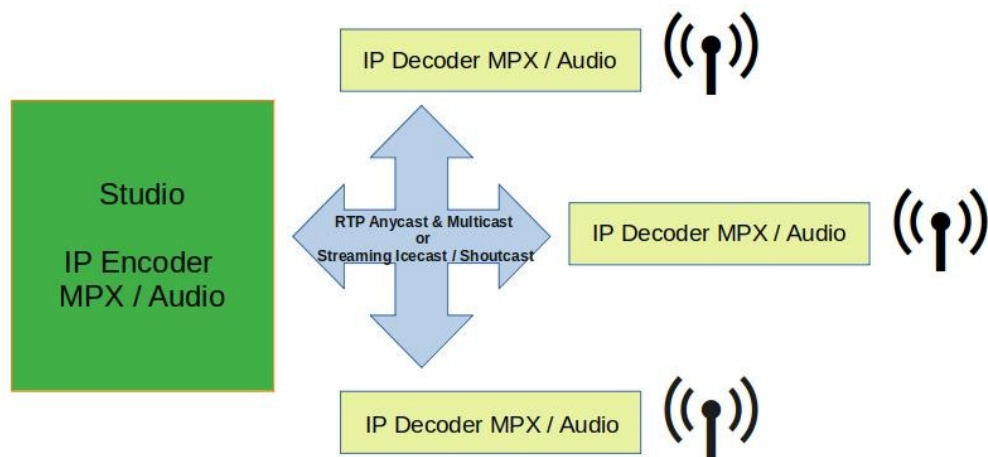 IP Decoder MPX / Audio
Studio
IP Encoder
MPX / Audio
RTP Anycast & Multicast
or
Streaming Icecast / Shoutcast
IP Decoder MPX / Audio
IP Decoder MPX / Audio